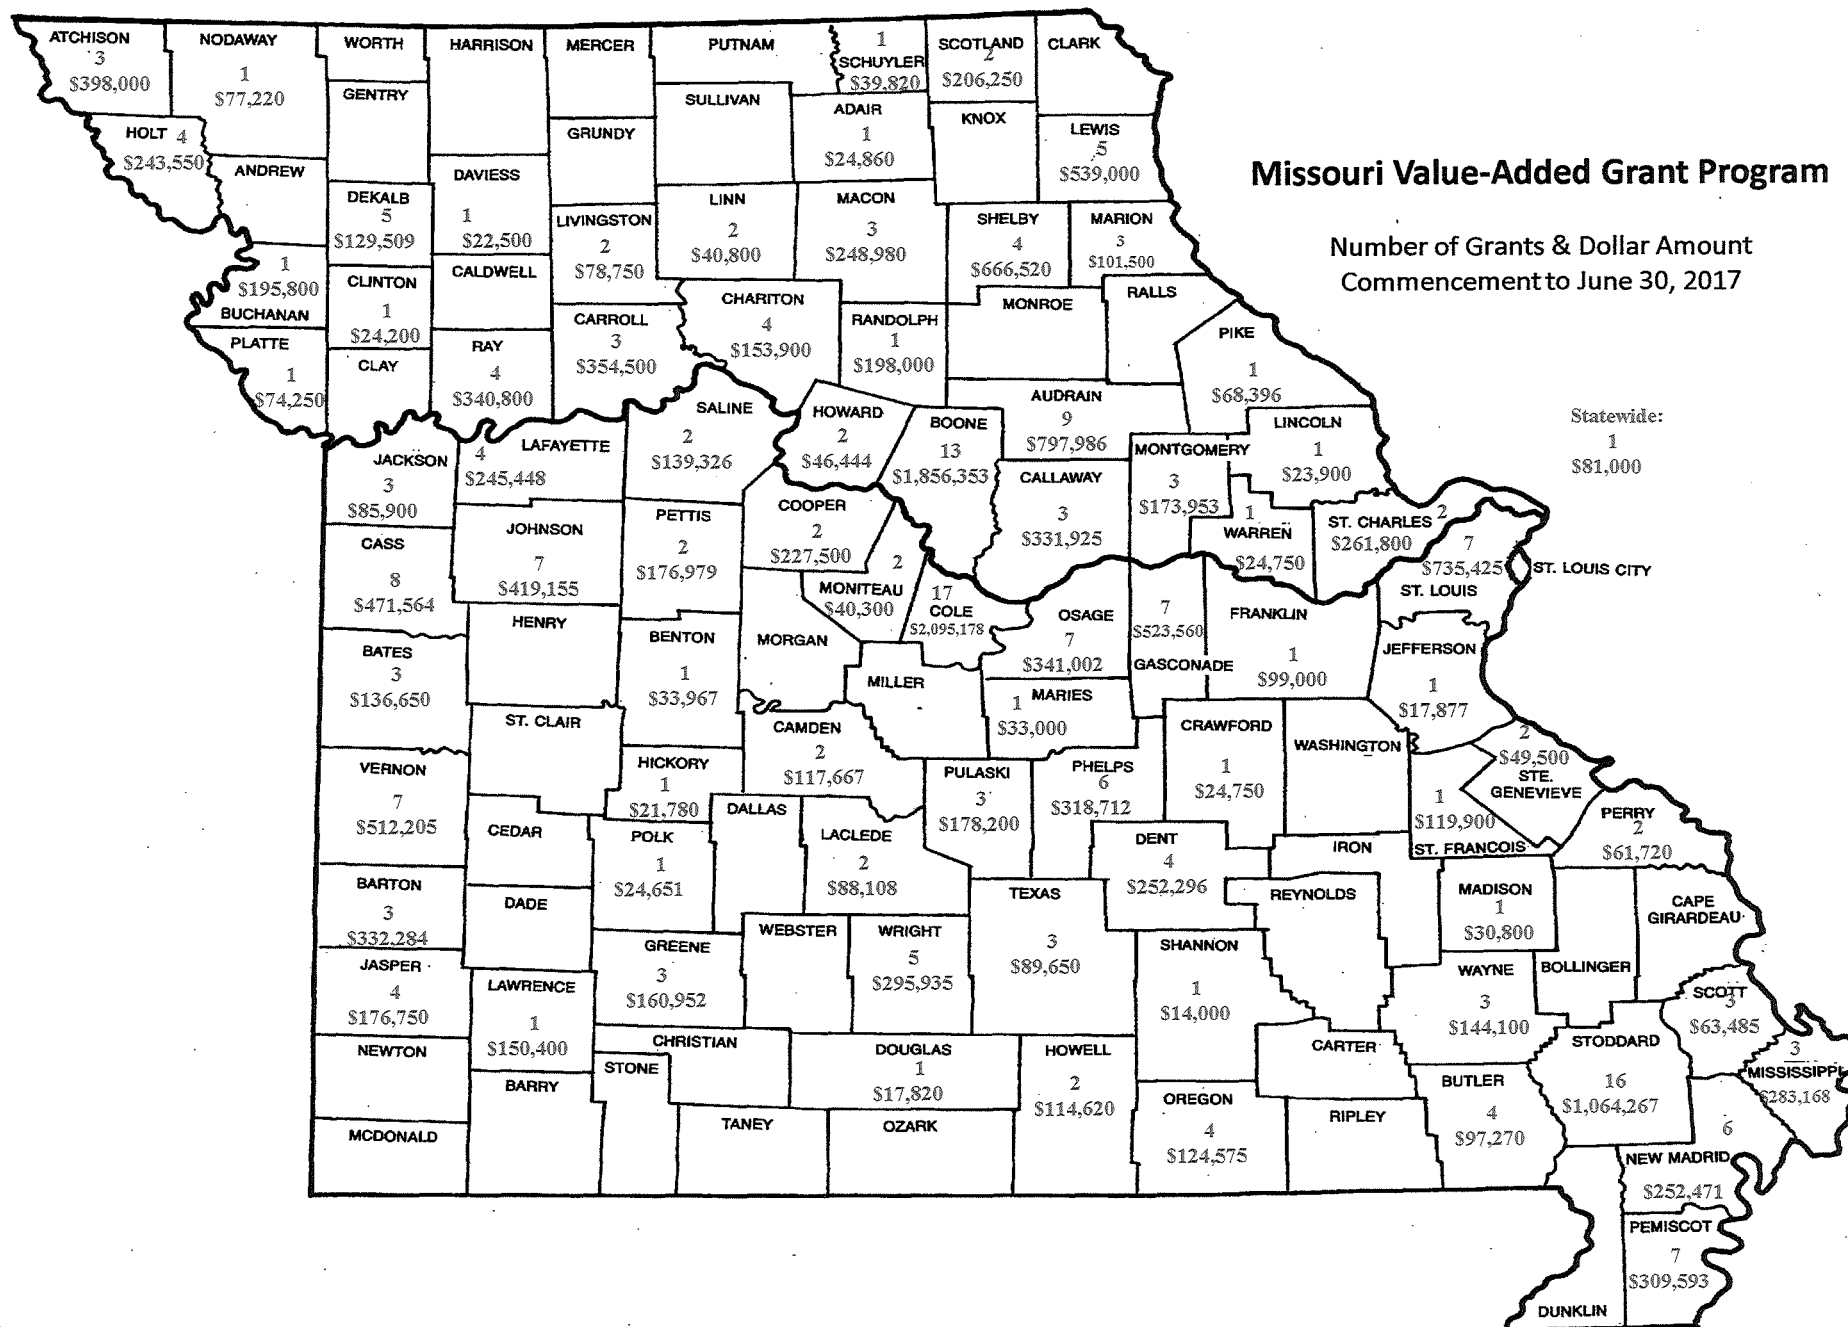 Missouri Value-Added Grant Program
Number of Grants & Dollar Amount
Commencement to June 30, 2017
Statewide:
1
$81,000
ATCHISON
3
$398,000
NODAWAY
1
$77,220
WORTH
HARRISON
MERCER
PUTNAM
1
SCHUYLER
$39,820
SCOTLAND
2
$206,250
CLARK
GENTRY
SULLIVAN
ADAIR
1
$24,860
KNOX
LEWIS
5
$539,000
HOLT 4
$243,550
ANDREW
GRUNDY
DAVIESS
1
$22,500
DEKALB
5
$129,509
LIVINGSTON
2
$78,750
LINN
2
$40,800
MACON
3
$248,980
SHELBY
4
$666,520
MARION
3
$101,500
1
$195,800
BUCHANAN
CLINTON
1
$24,200
CALDWELL
CHARITON
4
$153,900
RANDOLPH
1
$198,000
MONROE
RALLS
PIKE
1
$68,396
PLATTE
1
$74,250
CLAY
RAY
4
$340,800
CARROLL
3
$354,500
SALINE
2
$139,326
HOWARD
2
$46,444
BOONE
13
$1,856,353
AUDRAIN
9
$797,986
MONTGOMERY
3
$173,953
LINCOLN
1
$23,900
JACKSON
3
$85,900
LAFAYETTE
4
$245,448
COOPER
2
$227,500
CALLAWAY
3
$331,925
1
WARREN
$24,750
ST. CHARLES 2
$261,800
7
$735,425
ST. LOUIS
ST. LOUIS CITY
CASS
8
$471,564
JOHNSON
7
$419,155
PETTIS
2
$176,979
2
MONITEAU
$40,300
17
COLE
$2,095,178
OSAGE
7
$341,002
7
$523,560
GASCONADE
FRANKLIN
1
$99,000
JEFFERSON
1
$17,877
BATES
3
$136,650
HENRY
BENTON
1
$33,967
MORGAN
MILLER
1
MARIES
$33,000
CRAWFORD
1
$24,750
WASHINGTON
2
$49,500
STE.
GENEVIEVE
ST. CLAIR
CAMDEN
2
$117,667
PULASKI
3
$178,200
PHELPS
6
$318,712
1
$119,900
ST. FRANCOIS
PERRY
2
$61,720
VERNON
7
$512,205
HICKORY
1
$21,780
DALLAS
LACLEDE
2
$88,108
DENT
4
$252,296
IRON
CEDAR
POLK
1
$24,651
TEXAS
3
$89,650
REYNOLDS
MADISON
1
$30,800
CAPE
GIRARDEAU
BARTON
3
$332,284
DADE
GREENE
3
$160,952
WEBSTER
WRIGHT
5
$295,935
SHANNON
1
$14,000
WAYNE
3
$144,100
BOLLINGER
SCOTT
3
$63,485
JASPER
4
$176,750
LAWRENCE
1
$150,400
CHRISTIAN
DOUGLAS
1
$17,820
HOWELL
2
$114,620
CARTER
STODDARD
16
$1,064,267
3
MISSISSIPPI
$283,168
NEWTON
BARRY
STONE
OREGON
4
$124,575
RIPLEY
BUTLER
4
$97,270
6
NEW MADRID
$252,471
MCDONALD
TANEY
OZARK
PEMISCOT
7
$309,593
DUNKLIN